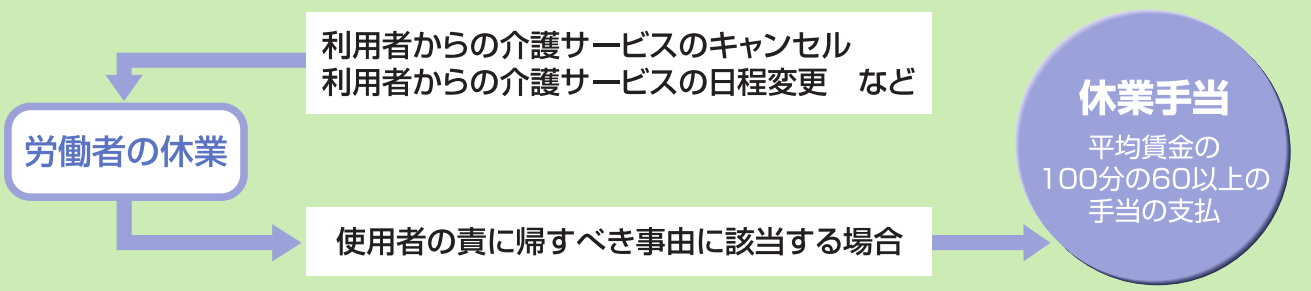 利用者からの介護サービスのキャンセル
利用者からの介護サービスの日程変更　など
労働者の休業
使用者の責に帰すべき事由に該当する場合
休業手当
平均賃金の
100分の60以上の
手当の支払